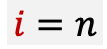 i = n